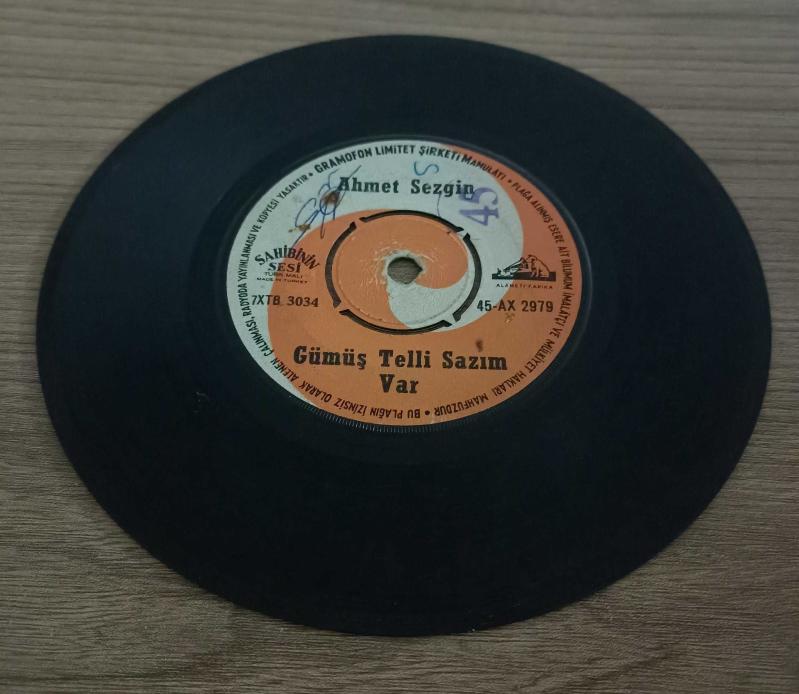 GRAMOFON LİMİTET ŞİRKETİ MAMULATI • PLAĞA ALINMIŞ ESERE AİT BİLUMUM İMALATÇI VE MÜLKİYET HAKLARI MAHFUZDUR • BU PLAĞIN İZİNSİZ OLARAK ALENEN ÇALINMASI, RADYODA YAYINLANMASI VE KOPYESİ YASAKTIR •
Ahmet Sezgin
45
SAHİBİNİN
SESİ
TÜRK MALI
MADE IN TURKEY
ALAMETİ FARİKA
7XTB 3034
45-AX 2979
Gümüş Telli Sazım
Var